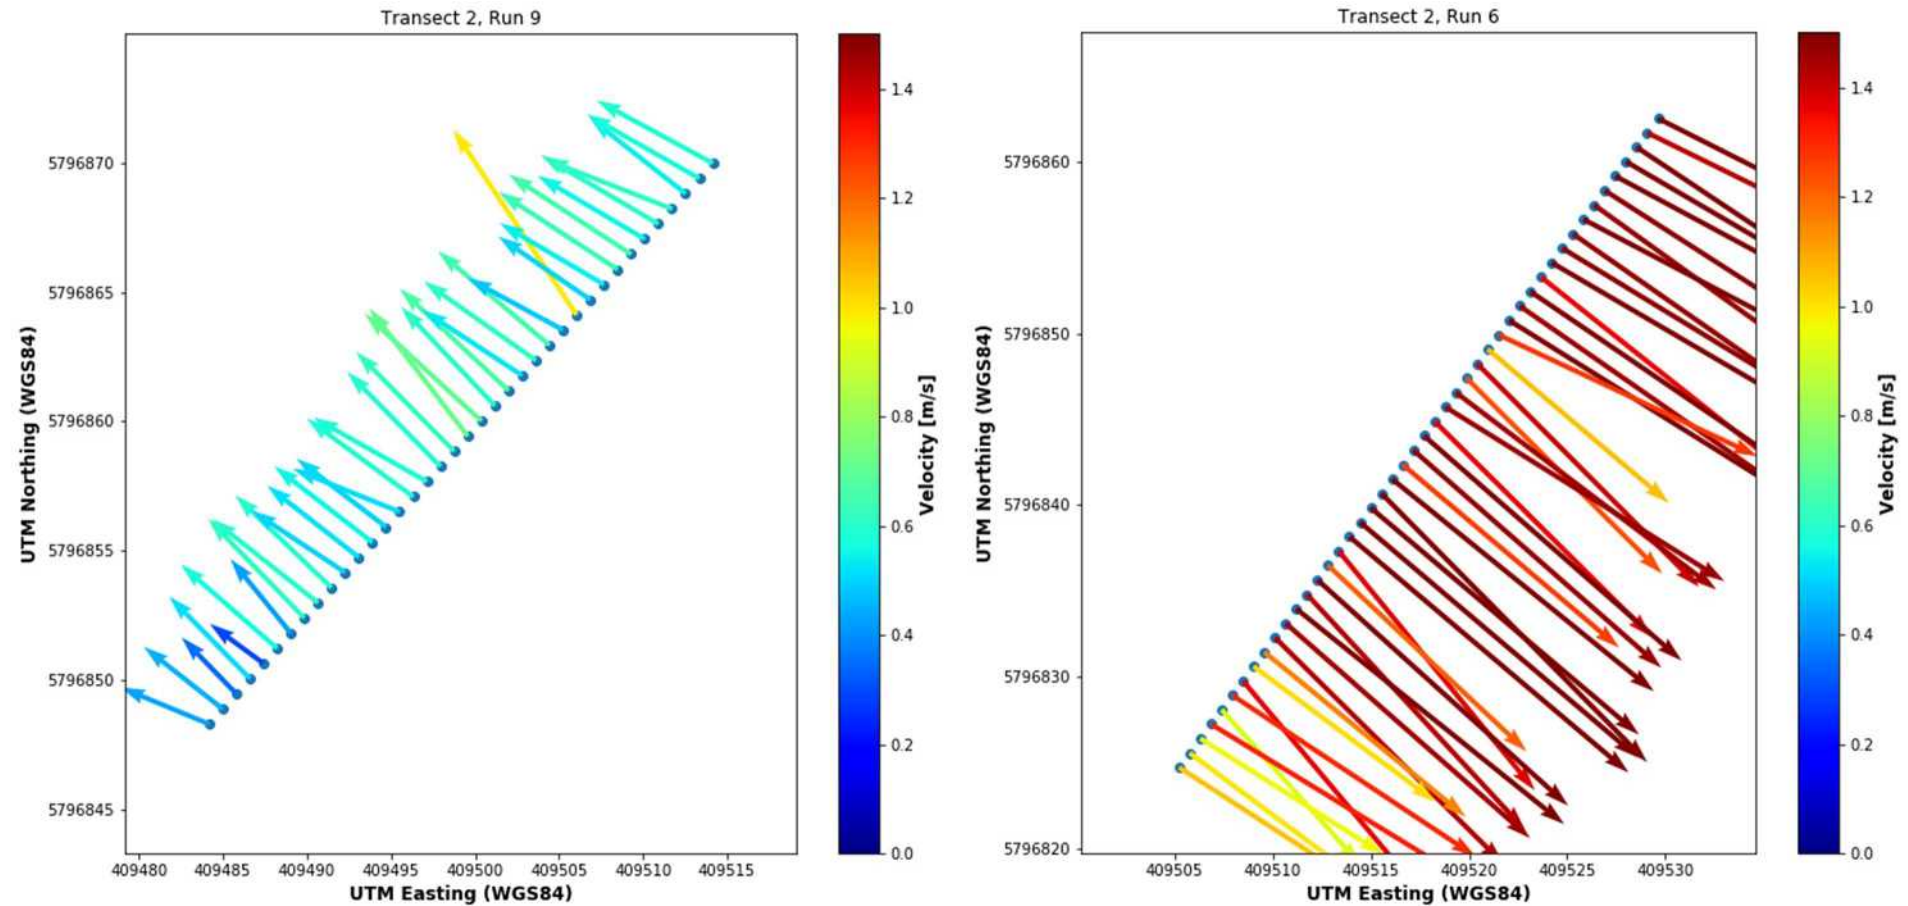 Transect 2, Run 9
5796870
5796865
5796860
5796855
5796850
5796845
UTM Northing (WGS84)
409480 409485 409490 409495 409500 409505 409510 409515
UTM Easting (WGS84)
1.4
1.2
1.0
0.8
0.6
0.4
0.2
0.0
Velocity [m/s]
Transect 2, Run 6
5796860
5796850
5796840
5796830
5796820
UTM Northing (WGS84)
409505 409510 409515 409520 409525 409530
UTM Easting (WGS84)
1.4
1.2
1.0
0.8
0.6
0.4
0.2
0.0
Velocity [m/s]